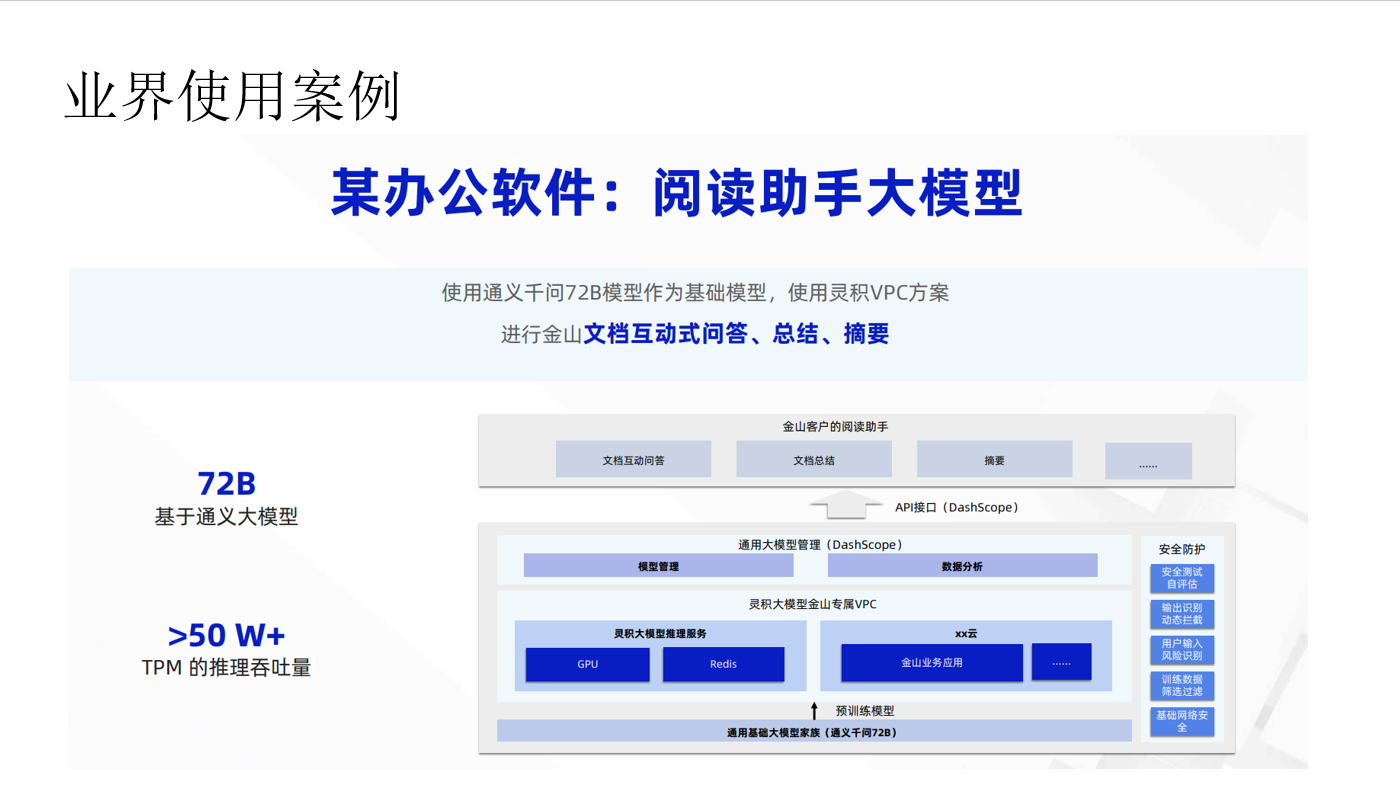 业界使用案例
某办公软件：阅读助手大模型
使用通义千问72B模型作为基础模型，使用灵积VPC方案
进行金山文档互动式问答、总结、摘要
72B
基于通义大模型
>50 W+
TPM 的推理吞吐量
金山客户的阅读助手
文档互动问答
文档总结
摘要
……
API接口（DashScope）
通用大模型管理（DashScope）
模型管理
数据分析
灵积大模型金山专属VPC
灵积大模型推理服务
GPU
Redis
xx云
金山业务应用
……
预训练模型
通用基础大模型家族（通义千问72B）
安全防护
安全测试
自评估
输出识别
动态拦截
用户输入
风险识别
训练数据
筛选过滤
基础网络安
全